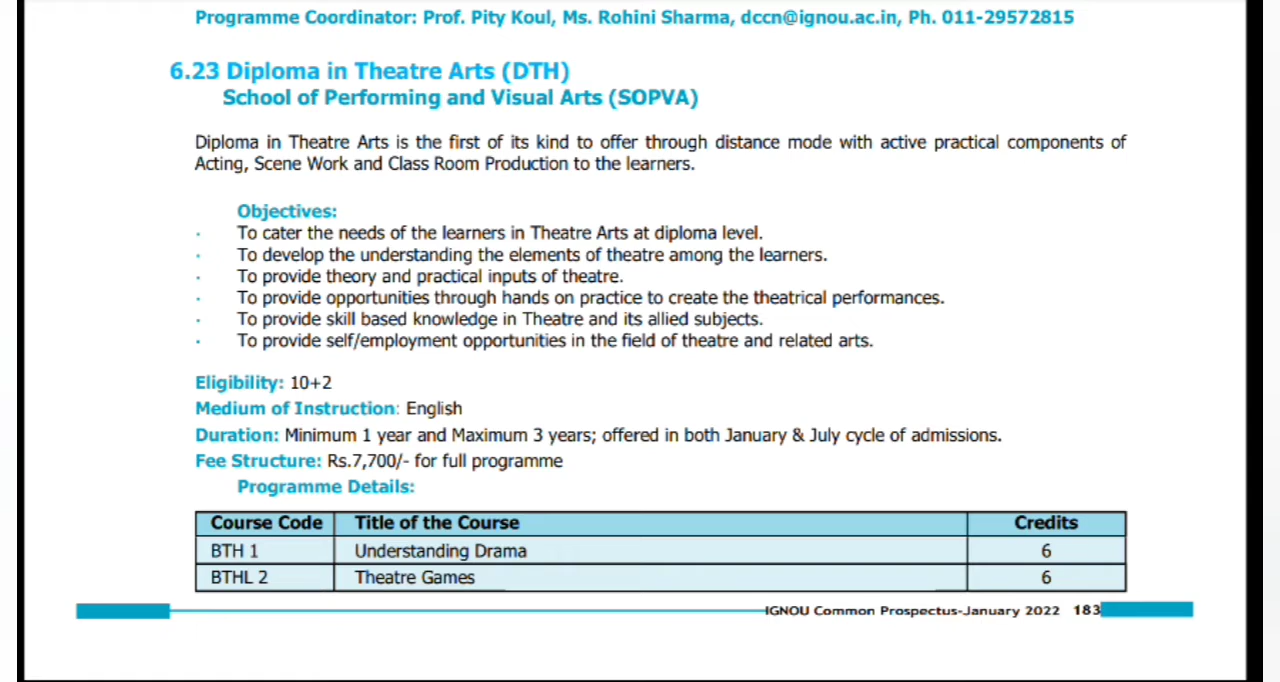 Programme Coordinator: Prof. Pity Koul, Ms. Rohini Sharma, dccn@ignou.ac.in, Ph. 011-29572815
6.23 Diploma in Theatre Arts (DTH)
School of Performing and Visual Arts (SOPVA)
Diploma in Theatre Arts is the first of its kind to offer through distance mode with active practical components of
Acting, Scene Work and Class Room Production to the learners.
Objectives:
· To cater the needs of the learners in Theatre Arts at diploma level.
· To develop the understanding the elements of theatre among the learners.
· To provide theory and practical inputs of theatre.
· To provide opportunities through hands on practice to create the theatrical performances.
· To provide skill based knowledge in Theatre and its allied subjects.
· To provide self/employment opportunities in the field of theatre and related arts.
Eligibility: 10+2
Medium of Instruction: English
Duration: Minimum 1 year and Maximum 3 years; offered in both January & July cycle of admissions.
Fee Structure: Rs.7,700/- for full programme
Programme Details:
Course Code Title of the Course Credits
BTH 1 Understanding Drama 6
BTHL 2 Theatre Games 6
IGNOU Common Prospectus-January 2022 183